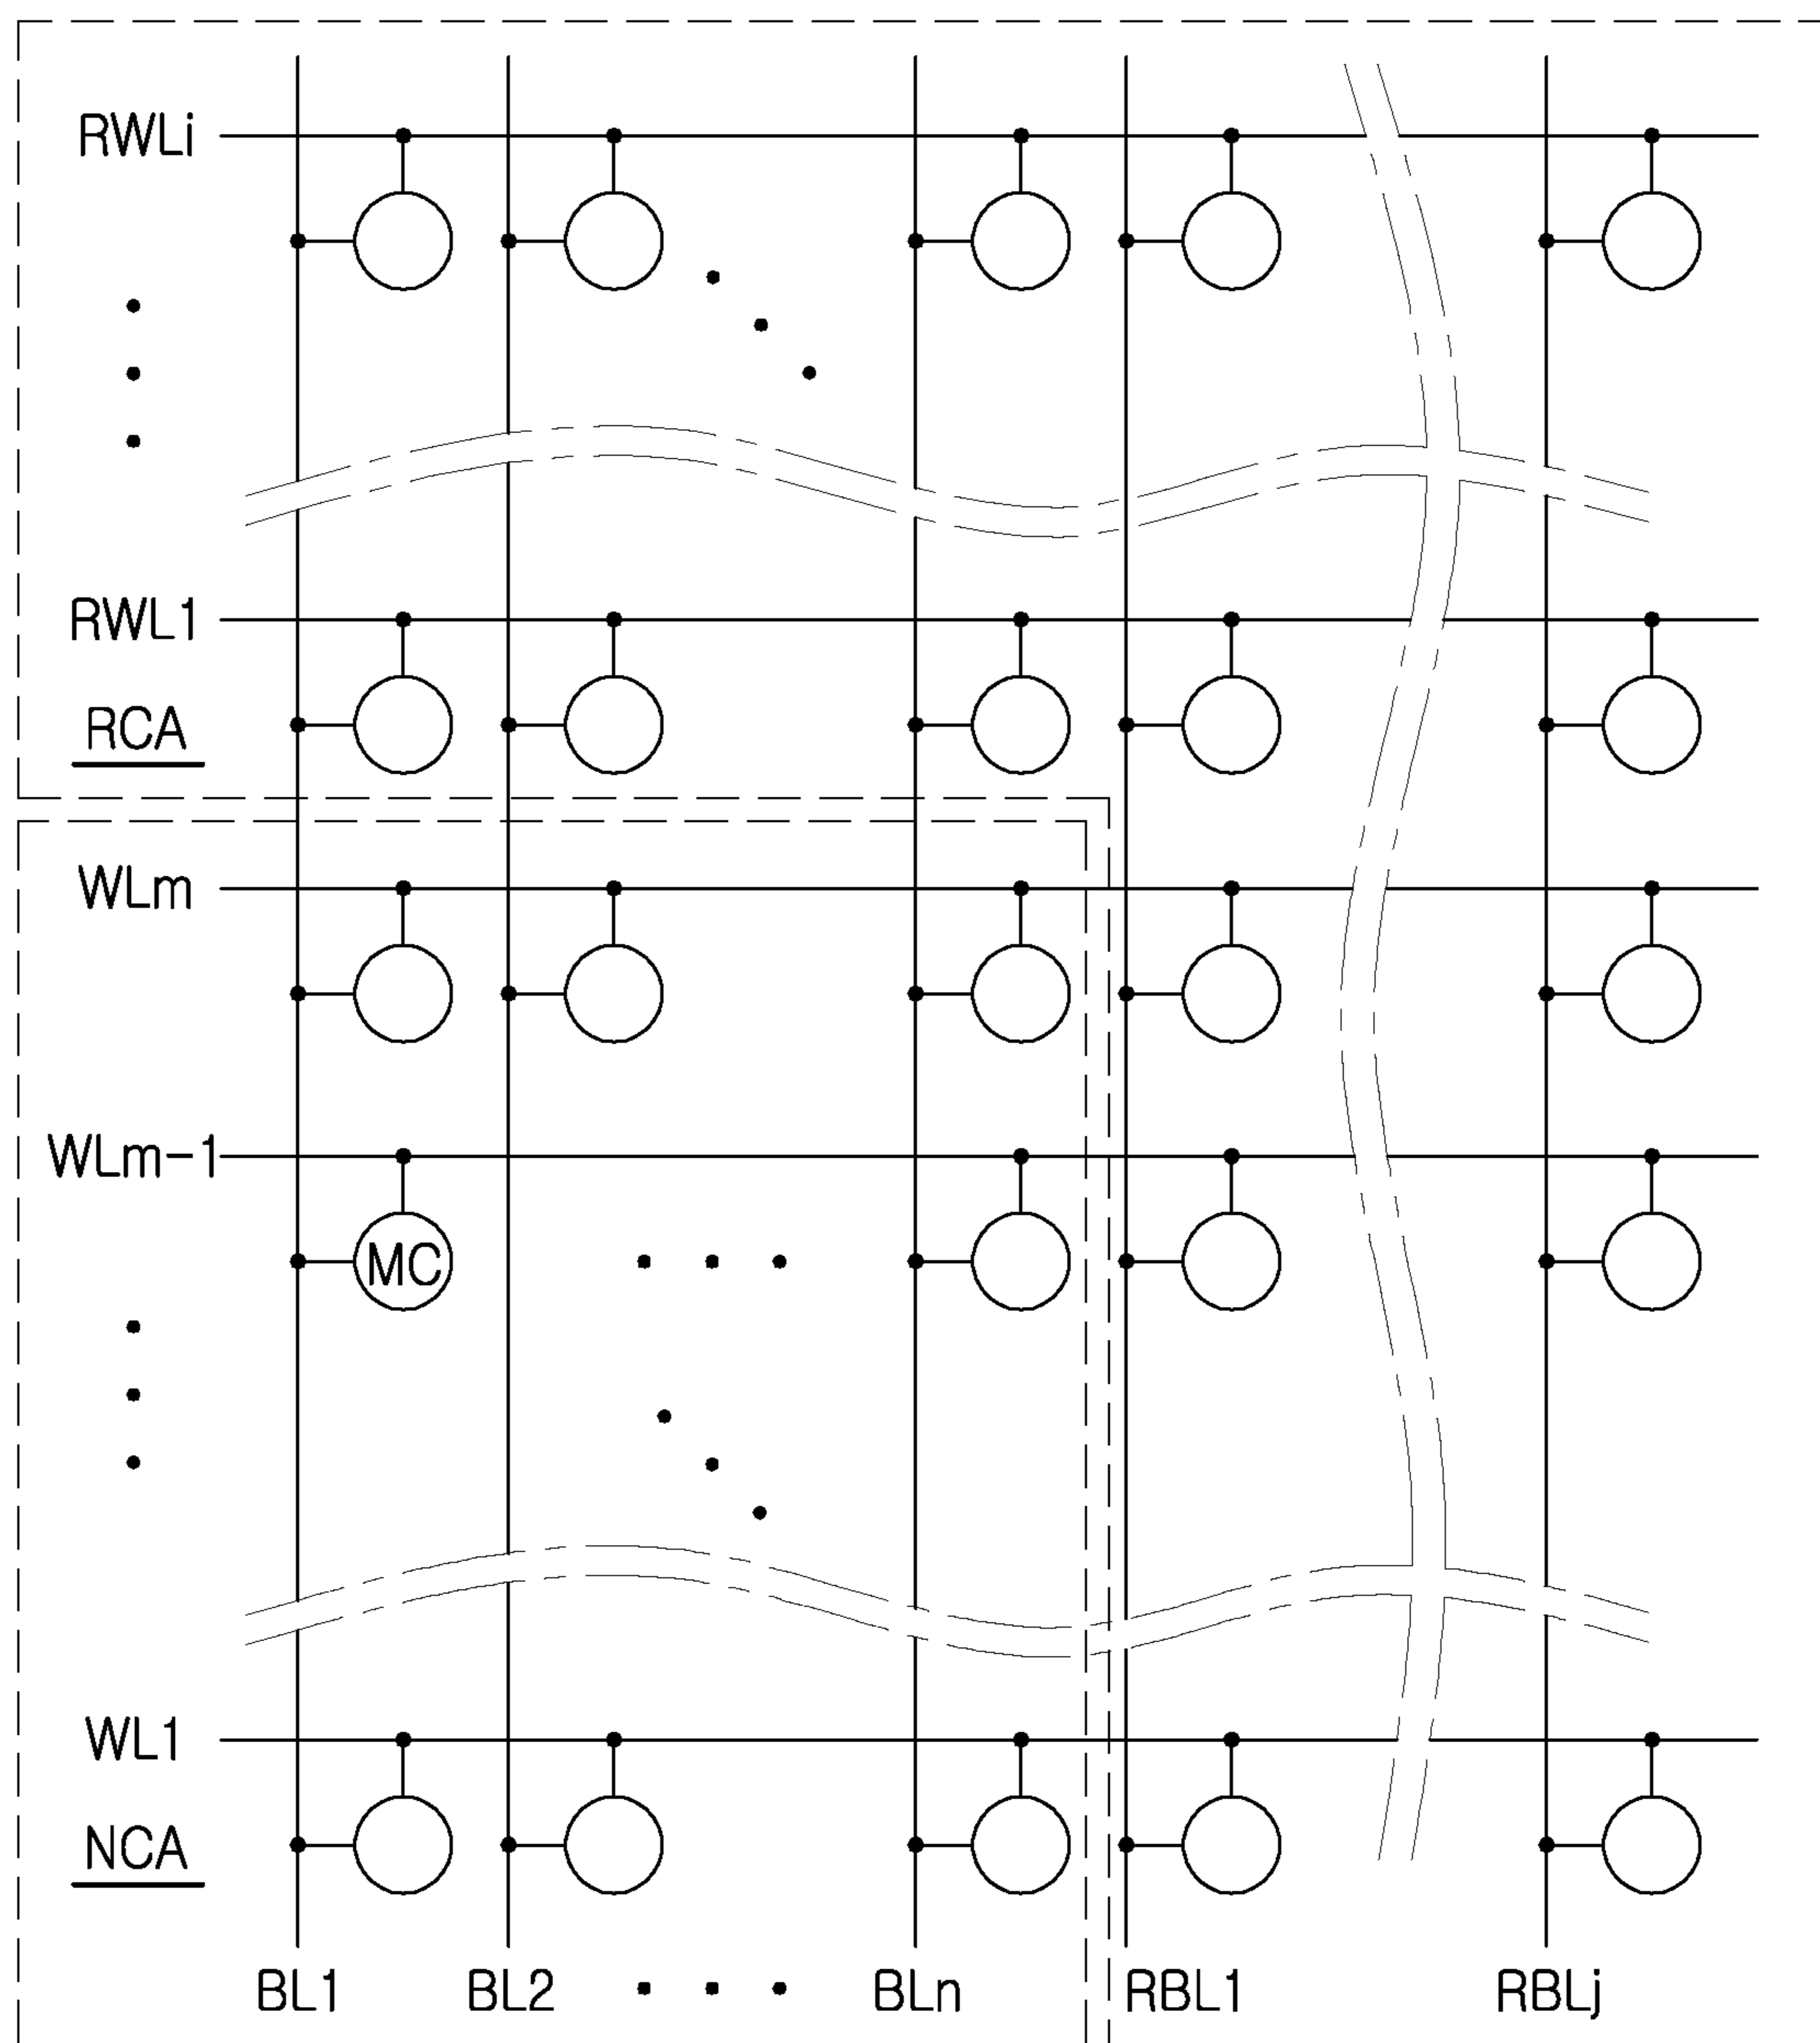 RWLi
RWL1
RCA
WLm
WLm-1
MC
WL1
NCA
BL1 BL2 BLn RBL1 RBLj